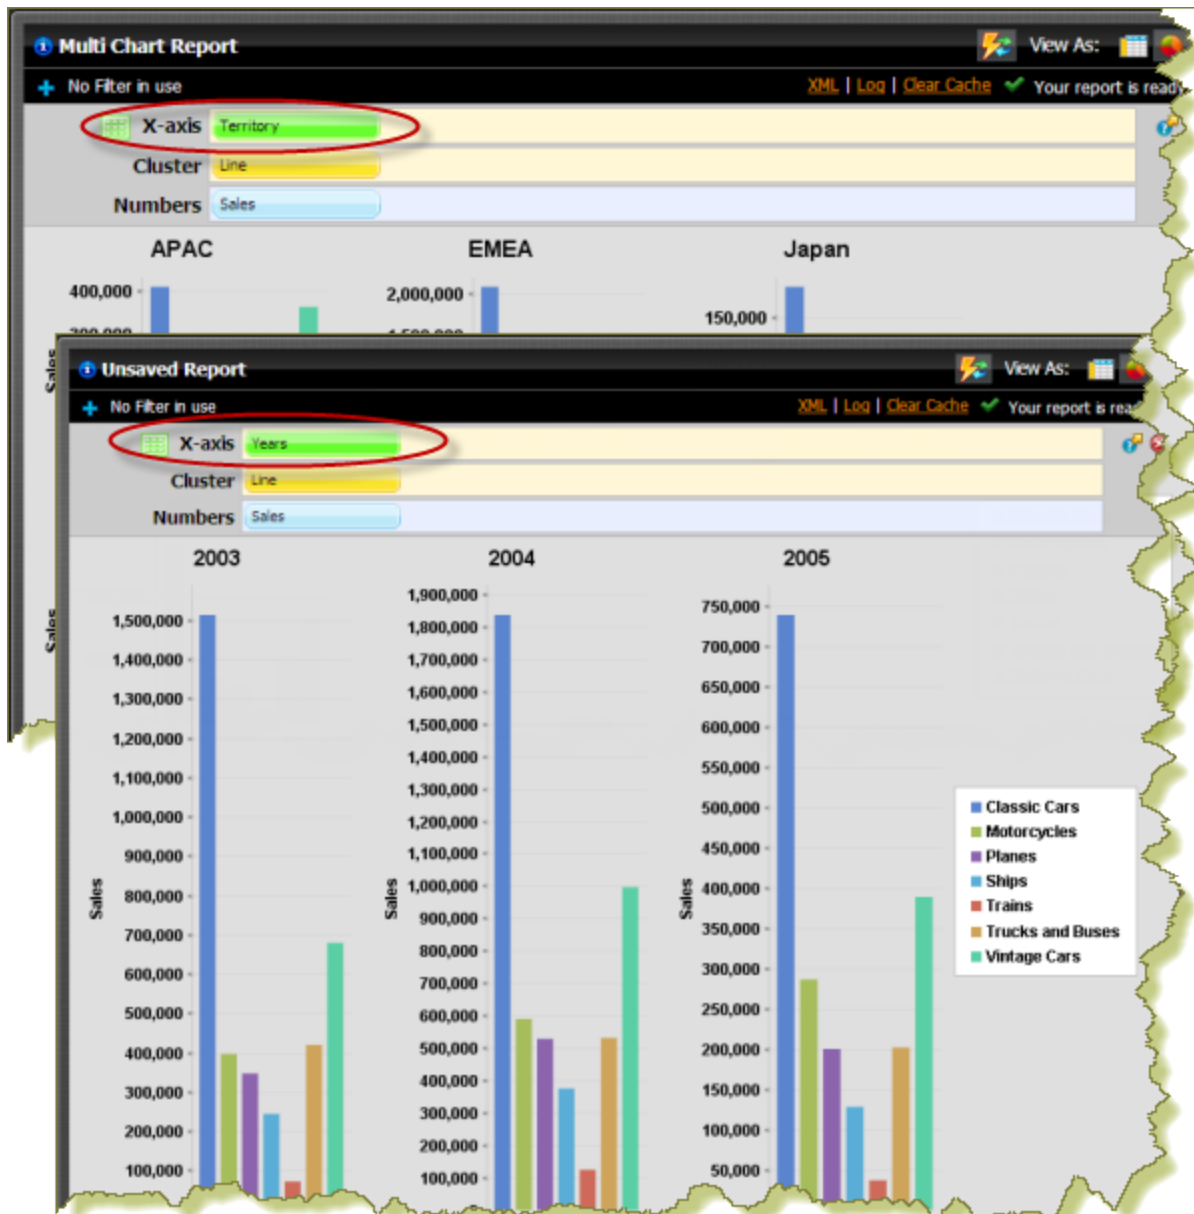 Multi Chart Report View As:
No Filter in use XML | Log | Clear Cache Your report is ready
X-axis Territory
Cluster Line
Numbers Sales
APAC EMEA Japan
400,000 2,000,000 150,000
Unsaved Report View As:
No Filter in use XML | Log | Clear Cache Your report is
X-axis Years
Cluster Line
Numbers Sales
2003
1,500,000
1,400,000
1,300,000
1,200,000
1,100,000
1,000,000
900,000
800,000
700,000
600,000
500,000
400,000
300,000
200,000
100,000
Sales
2004
1,900,000
1,800,000
1,700,000
1,600,000
1,500,000
1,400,000
1,300,000
1,200,000
1,100,000
1,000,000
900,000
800,000
700,000
600,000
500,000
400,000
300,000
200,000
100,000
Sales
2005
750,000
700,000
650,000
600,000
550,000
500,000
450,000
400,000
350,000
300,000
250,000
200,000
150,000
100,000
50,000
Sales
Classic Cars
Motorcycles
Planes
Ships
Trains
Trucks and Buses
Vintage Cars